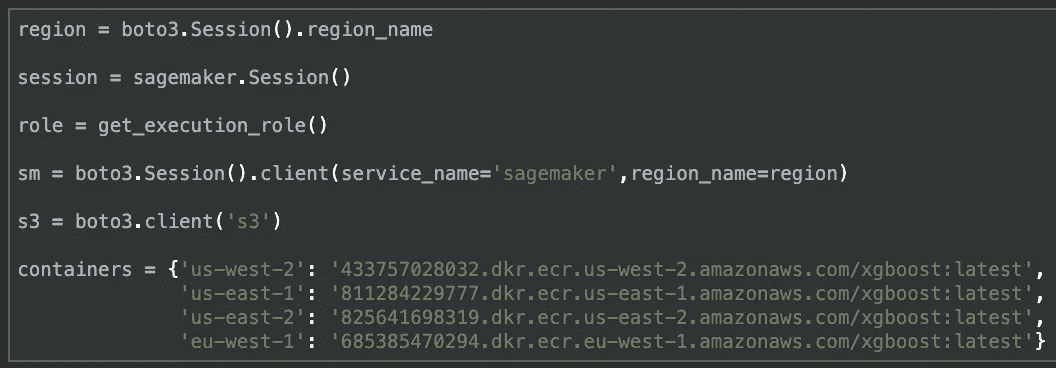 region = boto3.Session().region_name
session = sagemaker.Session()
role = get_execution_role()
sm = boto3.Session().client(service_name='sagemaker',region_name=region)
s3 = boto3.client('s3')
containers = {'us-west-2': '433757028032.dkr.ecr.us-west-2.amazonaws.com/xgboost:latest',
'us-east-1': '811284229777.dkr.ecr.us-east-1.amazonaws.com/xgboost:latest',
'us-east-2': '825641698319.dkr.ecr.us-east-2.amazonaws.com/xgboost:latest',
'eu-west-1': '685385470294.dkr.ecr.eu-west-1.amazonaws.com/xgboost:latest'}